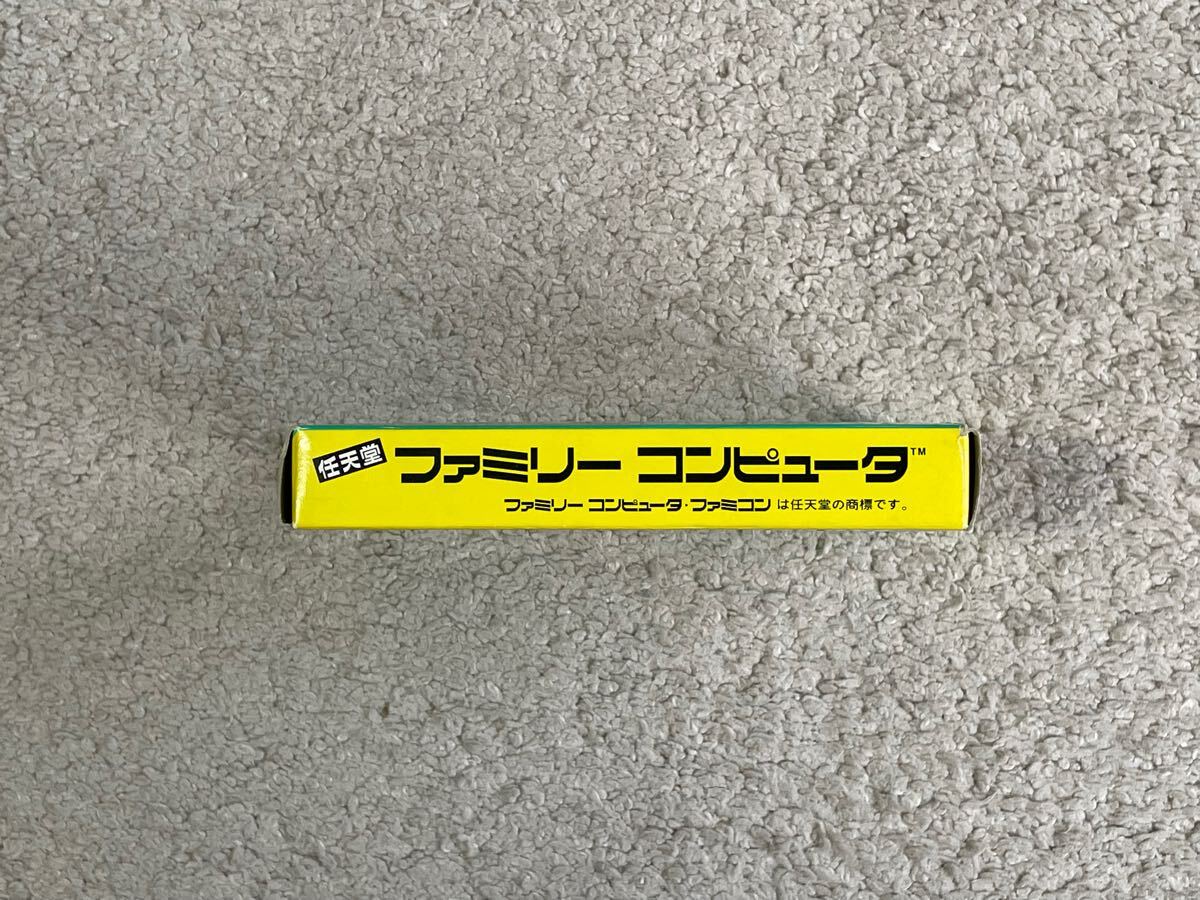 任天堂 ファミリー コンピュータ™
ファミリー コンピュータ・ファミコン は任天堂の商標です。